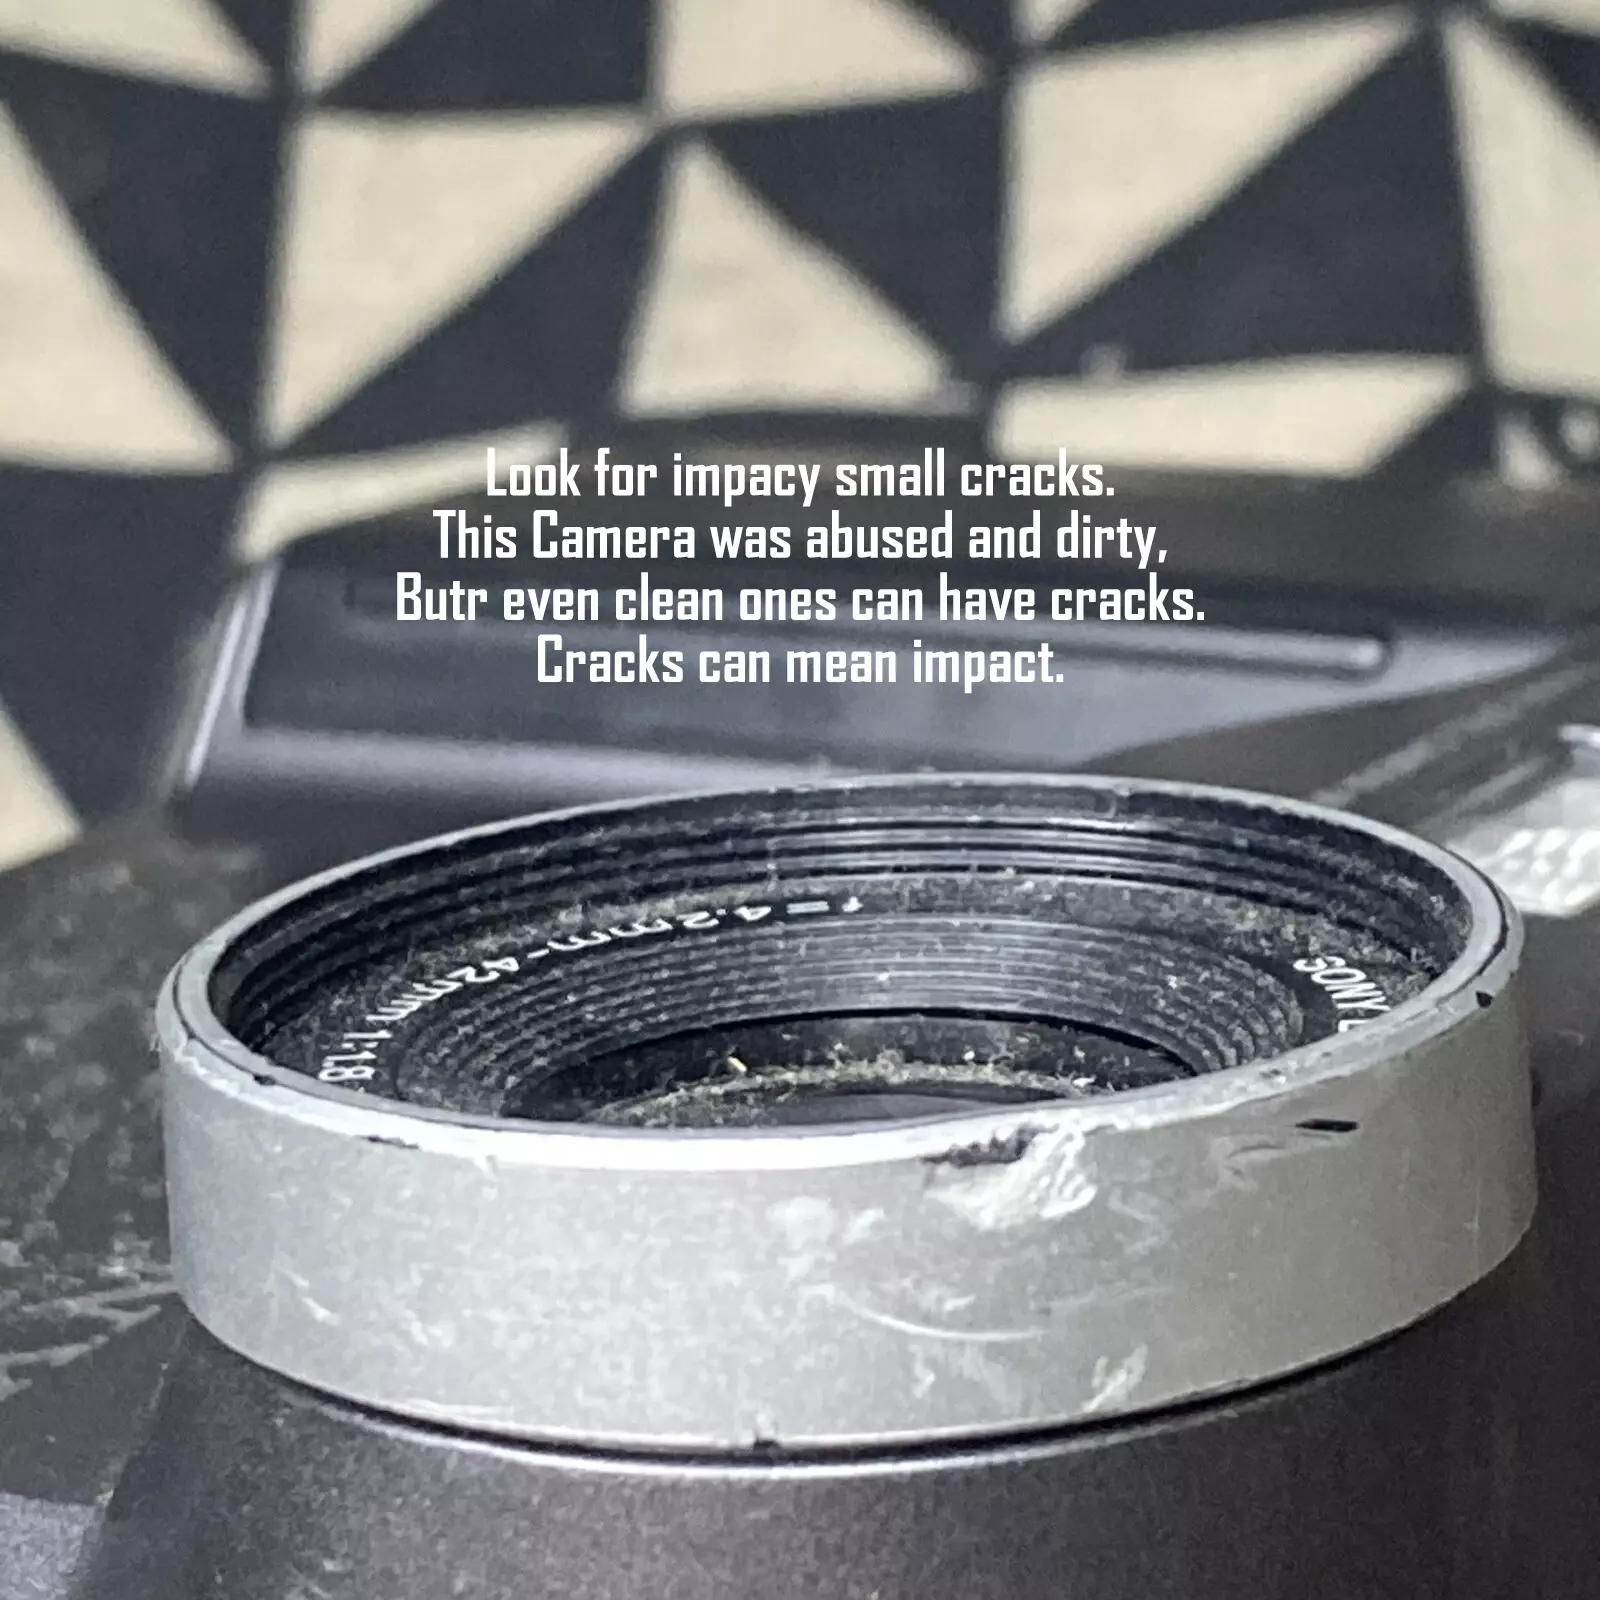 Look for impacy small cracks.
This Camera was abused and dirty,
Butr even clean ones can have cracks.
Cracks can mean impact.
f=4.2mm-42mm 1:1.8
SONY